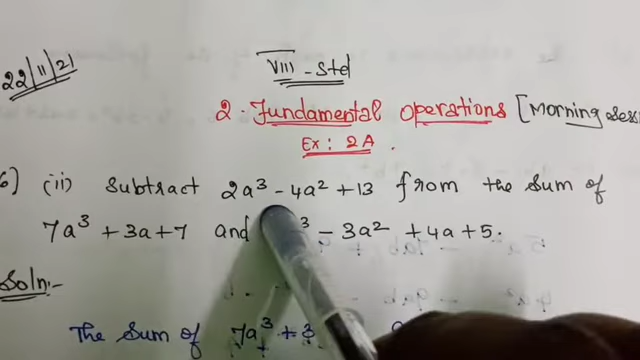 22/11/21
VIII - Std
2. Fundamental Operations [Morning
Ex: 2A.
(ii) Subtract 2a³ - 4a² + 13 from the sum of
7a³ + 3a + 7 and ³ - 3a² + 4a + 5.
Soln:-
The Sum of 7a³ + 3